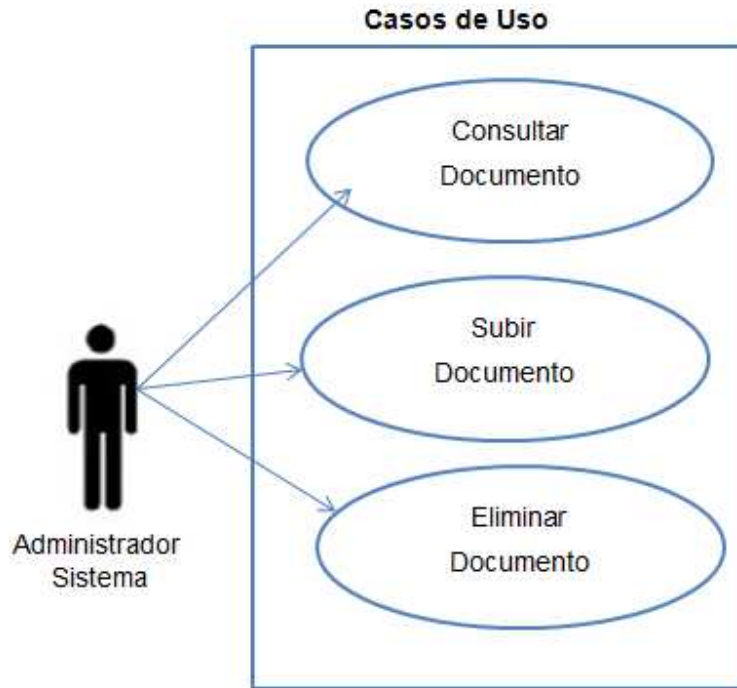 Casos de Uso
Consultar
Documento
Subir
Documento
Eliminar
Documento
Administrador
Sistema